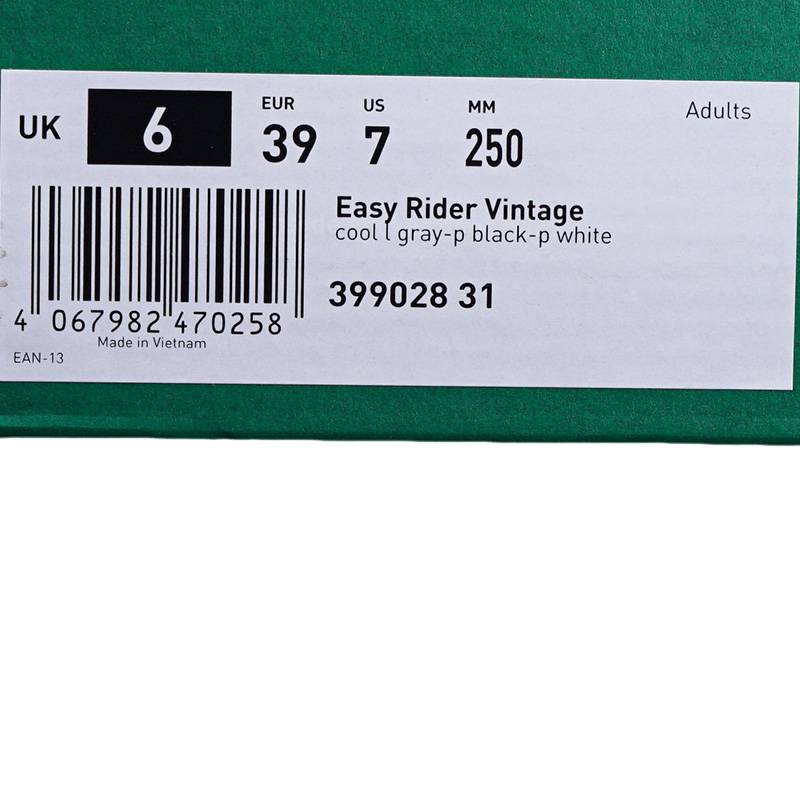 UK 6 EUR 39 US 7 MM 250 Adults
Easy Rider Vintage
cool l gray-p black-p white
399028 31
4 067982 470258
Made in Vietnam
EAN-13